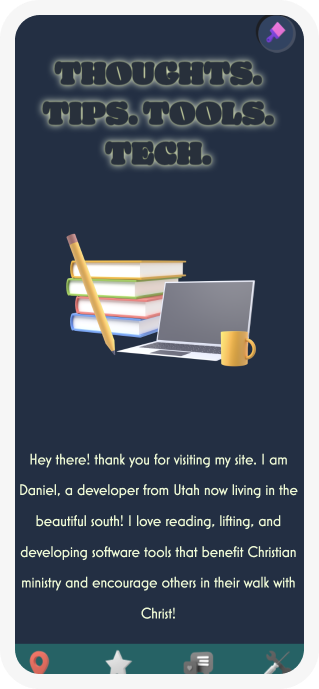 THOUGHTS.
TIPS. TOOLS.
TECH.
Hey there! thank you for visiting my site. I am
Daniel, a developer from Utah now living in the
beautiful south! I love reading, lifting, and
developing software tools that benefit Christian
ministry and encourage others in their walk with
Christ!